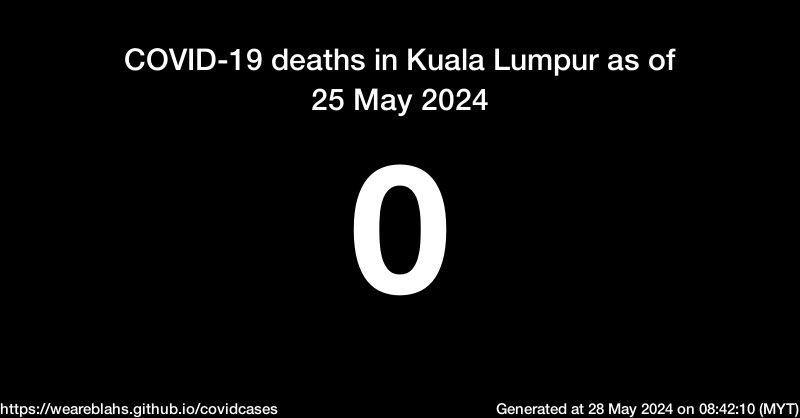 COVID-19 deaths in Kuala Lumpur as of
25 May 2024
0
https://weareblahs.github.io/covidcases
Generated at 28 May 2024 on 08:42:10 (MYT)